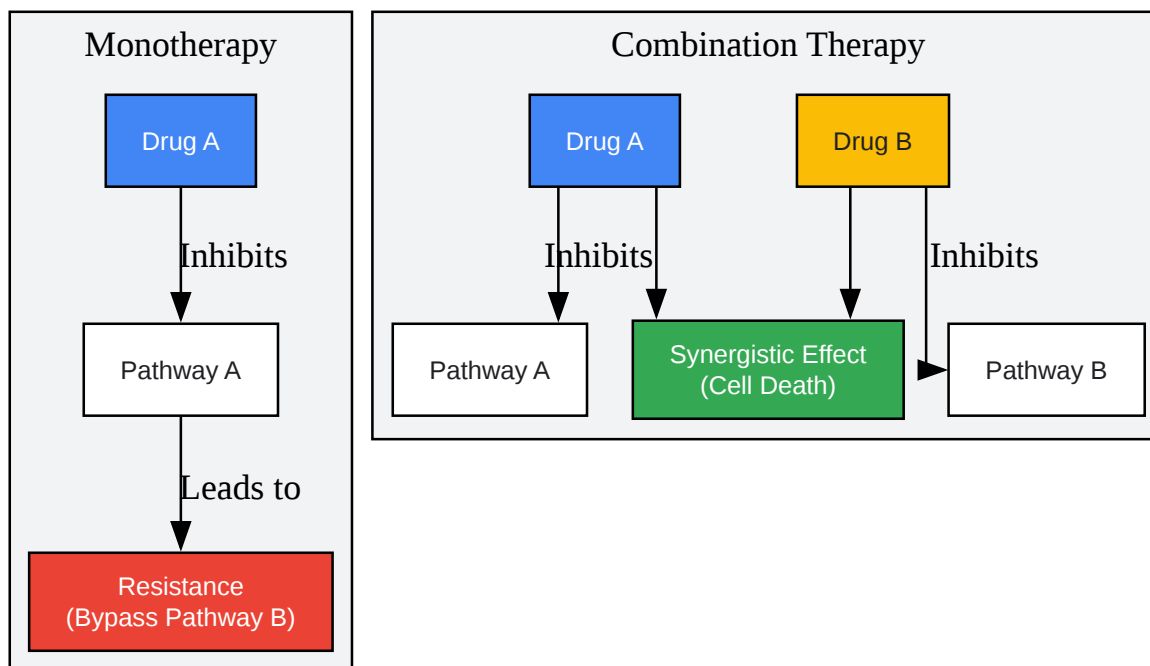 Monotherapy
Drug A
Inhibits
Pathway A
Leads to
Resistance
(Bypass Pathway B)
Combination Therapy
Drug A
Drug B
Inhibits
Inhibits
Pathway A
Synergistic Effect
(Cell Death)
Pathway B